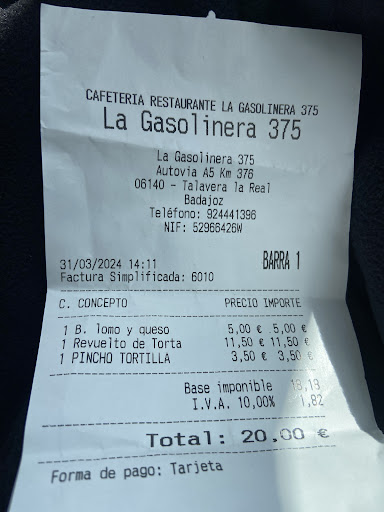 CAFETERIA RESTAURANTE LA GASOLINERA 375
La Gasolinera 375
La Gasolinera 375
Autovia A5 Km 376
06140 - Talavera la Real
Badajoz
Teléfono: 924441396
NIF: 52966426W
31/03/2024 14:11 BARRA 1
Factura Simplificada: 6010
C. CONCEPTO PRECIO IMPORTE
1 B. lomo y queso 5,00 € 5,00 €
1 Revuelto de Torta 11,50 € 11,50 €
1 PINCHO TORTILLA 3,50 € 3,50 €
Base imponible 18,19
I.V.A. 10,00% 1,82
Total: 20,00 €
Forma de pago: Tarjeta